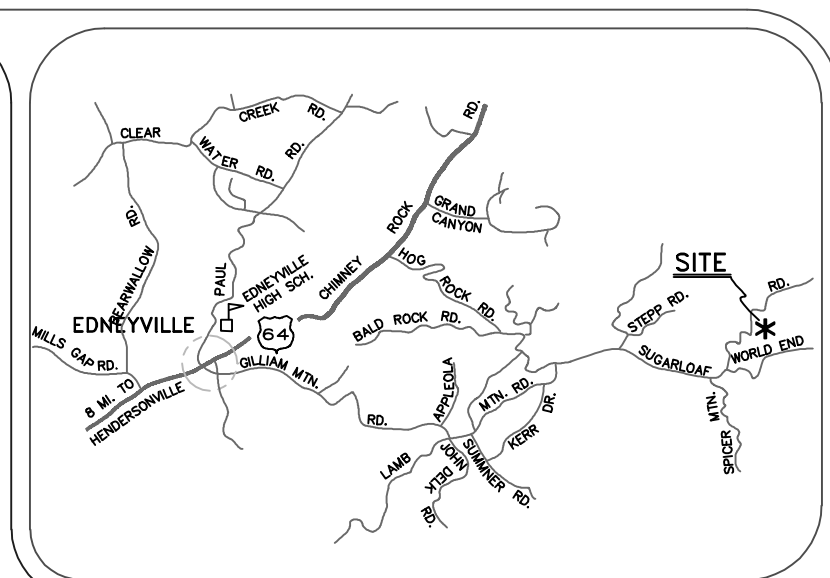 CREEK RD.
RD.
CLEAR
WATER RD.
RD.
RD.
GRAND
CANYON
ROCK
RD.
BEARWALLOW
PAUL
EDNEYVILLE
HIGH SCH.
CHIMNEY
HOG
ROCK RD.
SITE
RD.
EDNEYVILLE
64
BALD ROCK RD.
STEPP RD.
MILLS GAP RD.
GILLIAM MTN.
SUGARLOAF
WORLD END
8 MI. TO
HENDERSONVILLE
APPLEOLA
MTN. RD.
DR.
MTN.
RD.
KERR
SPICER
LAMB
JOHN
DELK
RD.
SUMMNER RD.